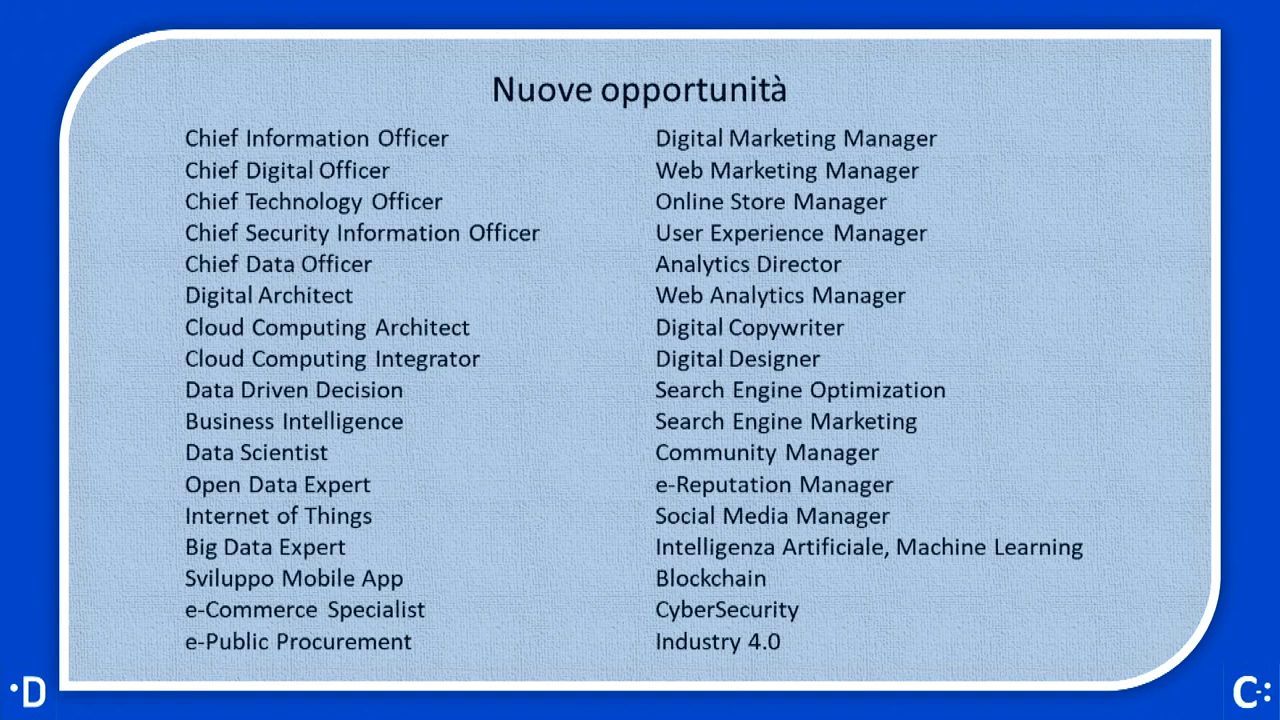 Nuove opportunità
Chief Information Officer
Chief Digital Officer
Chief Technology Officer
Chief Security Information Officer
Chief Data Officer
Digital Architect
Cloud Computing Architect
Cloud Computing Integrator
Data Driven Decision
Business Intelligence
Data Scientist
Open Data Expert
Internet of Things
Big Data Expert
Sviluppo Mobile App
e-Commerce Specialist
e-Public Procurement
Digital Marketing Manager
Web Marketing Manager
Online Store Manager
User Experience Manager
Analytics Director
Web Analytics Manager
Digital Copywriter
Digital Designer
Search Engine Optimization
Search Engine Marketing
Community Manager
e-Reputation Manager
Social Media Manager
Intelligenza Artificiale, Machine Learning
Blockchain
CyberSecurity
Industry 4.0
·D
C: